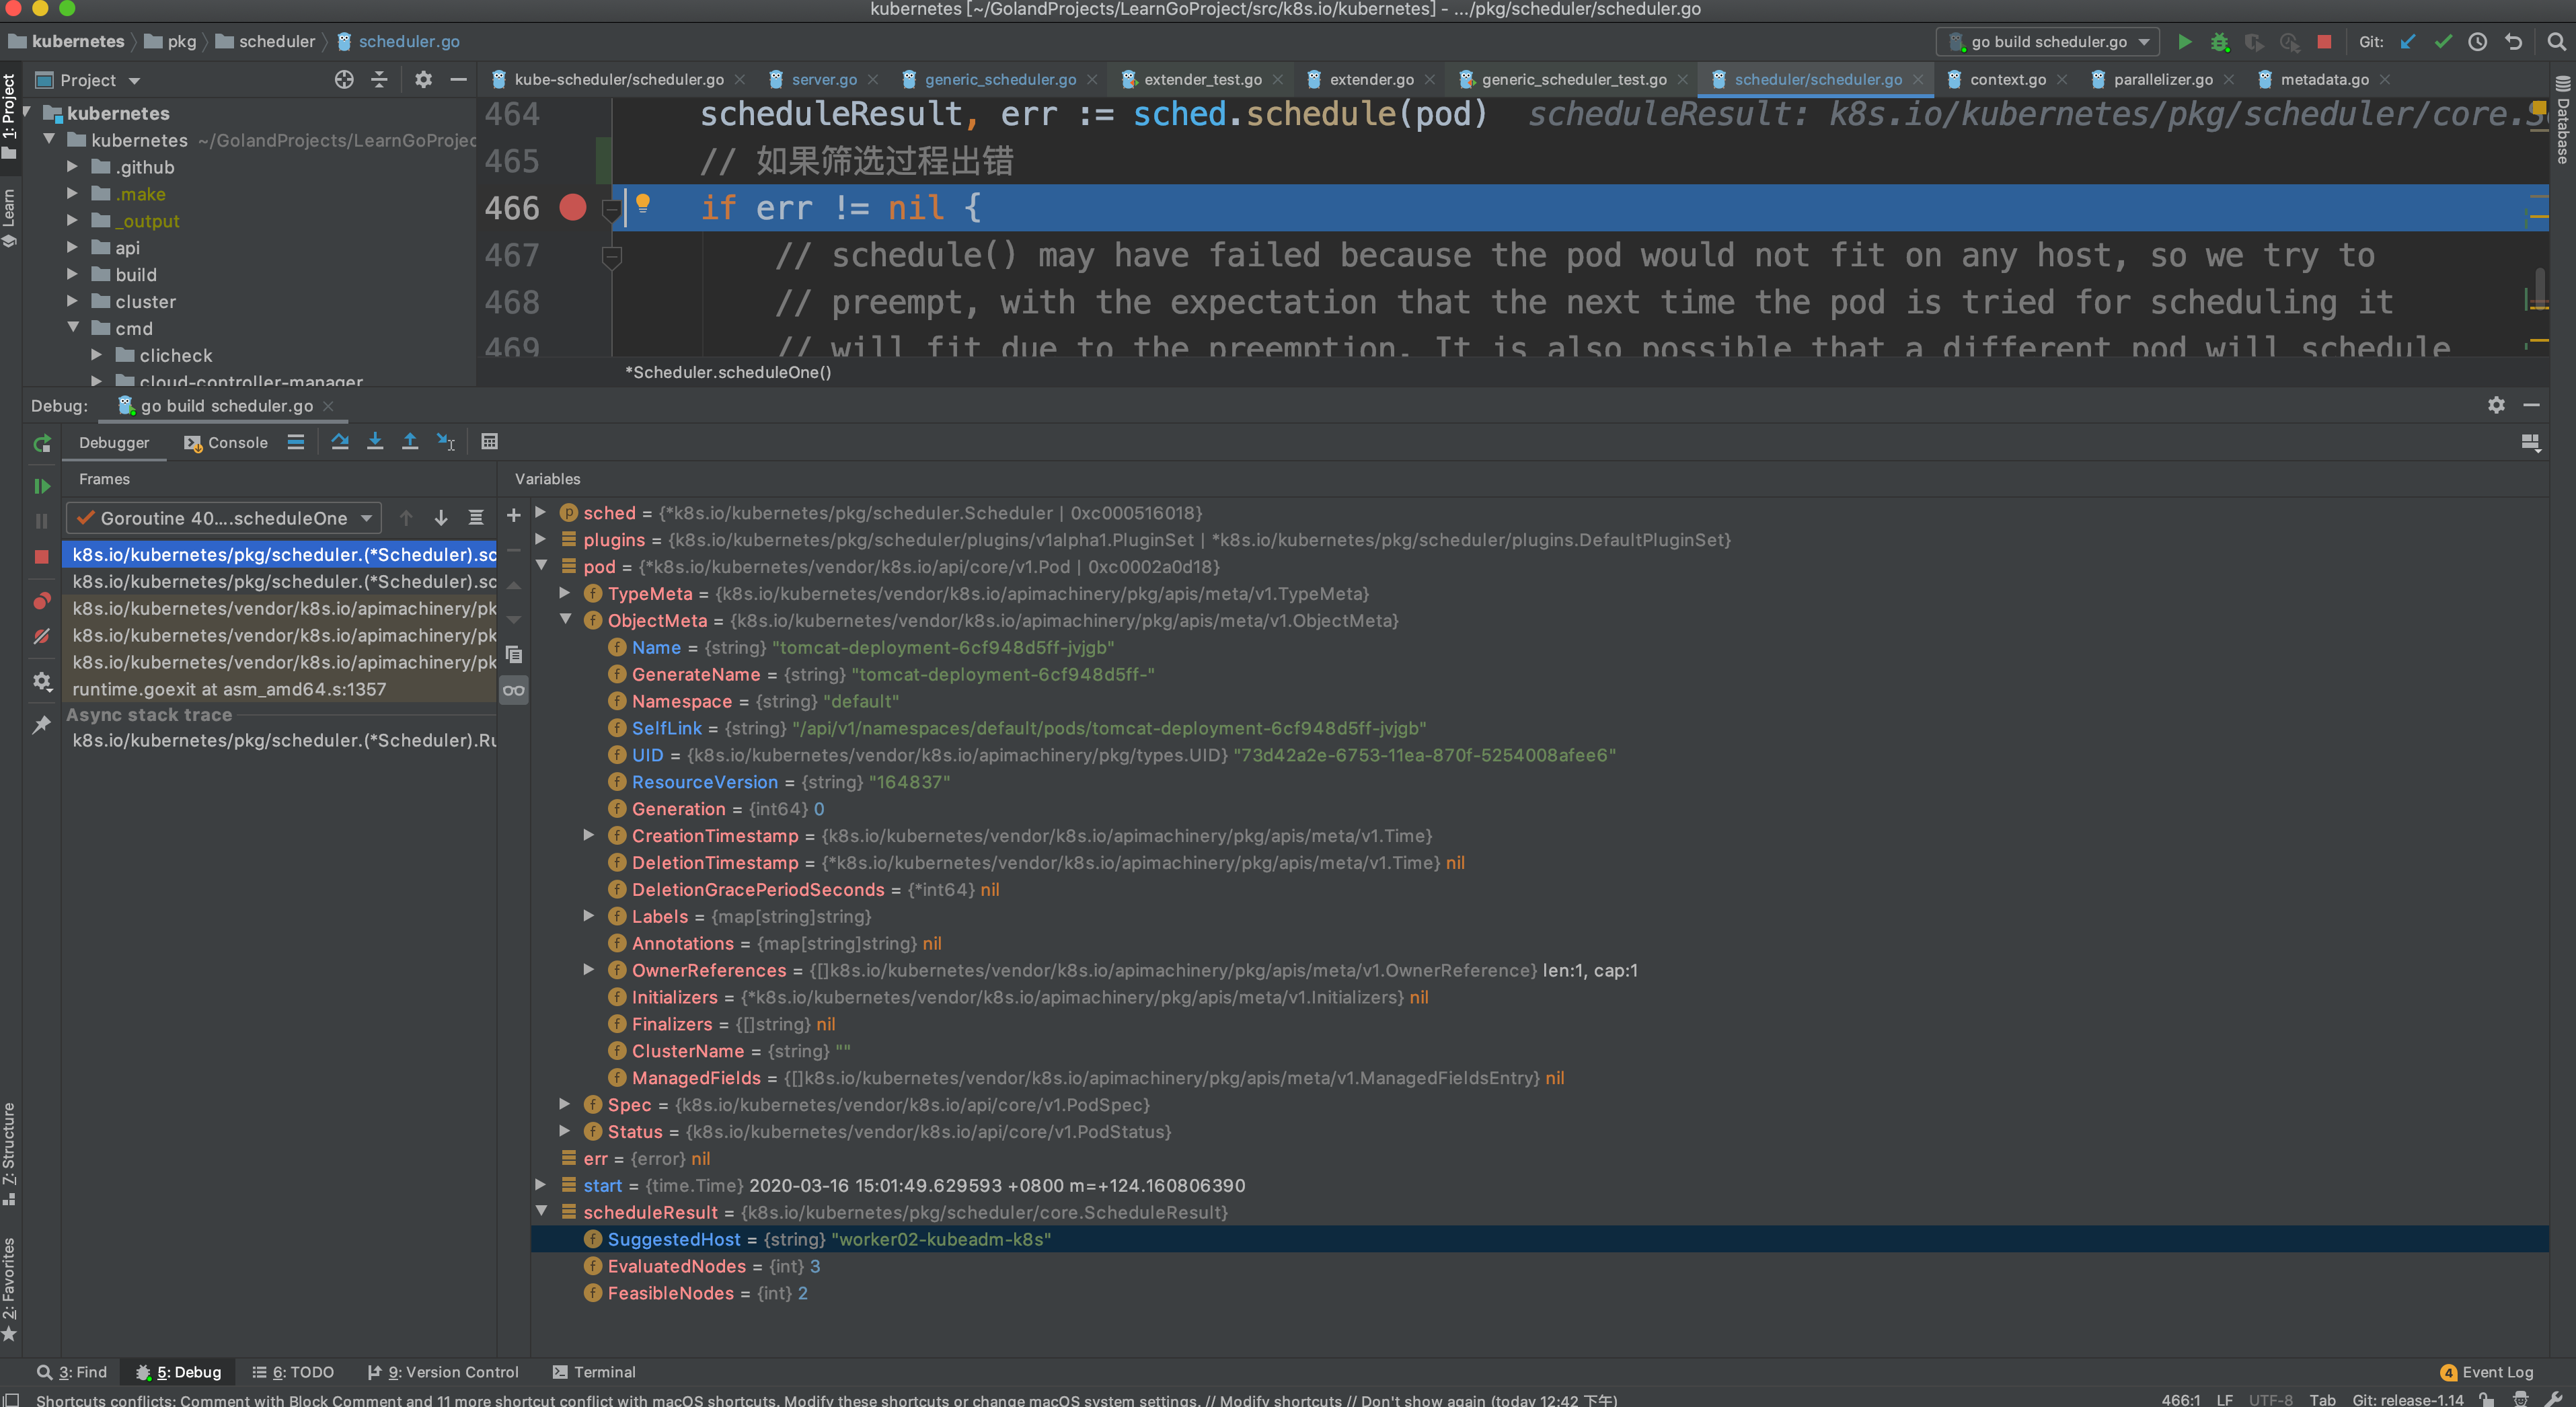 kubernetes [~/GolandProjects/LearnGoProject/src/k8s.io/kubernetes] - .../pkg/scheduler/scheduler.go
kubernetes pkg scheduler scheduler.go go build scheduler.go Git:
1: Project
Learn
Z: Structure
2: Favorites
Database
Project
kube-scheduler/scheduler.go server.go generic_scheduler.go extender_test.go extender.go generic_scheduler_test.go scheduler/scheduler.go context.go parallelizer.go metadata.go
kubernetes
kubernetes ~/GolandProjects/LearnGoProjec
.github
.make
_output
api
build
cluster
cmd
clicheck
cloud-controller-manager
464 scheduleResult, err := sched.schedule(pod) scheduleResult: k8s.io/kubernetes/pkg/scheduler/core.S
465 // 如果筛选过程出错
466 if err != nil {
467 // schedule() may have failed because the pod would not fit on any host, so we try to
468 // preempt, with the expectation that the next time the pod is tried for scheduling it
469 // will fit due to the preemption. It is also possible that a different pod will schedule
*Scheduler.scheduleOne()
Debug: go build scheduler.go
Debugger Console
Frames
Goroutine 40....scheduleOne
k8s.io/kubernetes/pkg/scheduler.(*Scheduler).sc
k8s.io/kubernetes/pkg/scheduler.(*Scheduler).sc
k8s.io/kubernetes/vendor/k8s.io/apimachinery/pk
k8s.io/kubernetes/vendor/k8s.io/apimachinery/pk
k8s.io/kubernetes/vendor/k8s.io/apimachinery/pk
runtime.goexit at asm_amd64.s:1357
Async stack trace
k8s.io/kubernetes/pkg/scheduler.(*Scheduler).Ru
Variables
sched = {*k8s.io/kubernetes/pkg/scheduler.Scheduler | 0xc000516018}
plugins = {k8s.io/kubernetes/pkg/scheduler/plugins/v1alpha1.PluginSet | *k8s.io/kubernetes/pkg/scheduler/plugins.DefaultPluginSet}
pod = {*k8s.io/kubernetes/vendor/k8s.io/api/core/v1.Pod | 0xc0002a0d18}
TypeMeta = {k8s.io/kubernetes/vendor/k8s.io/apimachinery/pkg/apis/meta/v1.TypeMeta}
ObjectMeta = {k8s.io/kubernetes/vendor/k8s.io/apimachinery/pkg/apis/meta/v1.ObjectMeta}
Name = {string} "tomcat-deployment-6cf948d5ff-jvjgb"
GenerateName = {string} "tomcat-deployment-6cf948d5ff-"
Namespace = {string} "default"
SelfLink = {string} "/api/v1/namespaces/default/pods/tomcat-deployment-6cf948d5ff-jvjgb"
UID = {k8s.io/kubernetes/vendor/k8s.io/apimachinery/pkg/types.UID} "73d42a2e-6753-11ea-870f-5254008afee6"
ResourceVersion = {string} "164837"
Generation = {int64} 0
CreationTimestamp = {k8s.io/kubernetes/vendor/k8s.io/apimachinery/pkg/apis/meta/v1.Time}
DeletionTimestamp = {*k8s.io/kubernetes/vendor/k8s.io/apimachinery/pkg/apis/meta/v1.Time} nil
DeletionGracePeriodSeconds = {*int64} nil
Labels = {map[string]string}
Annotations = {map[string]string} nil
OwnerReferences = {[]k8s.io/kubernetes/vendor/k8s.io/apimachinery/pkg/apis/meta/v1.OwnerReference} len:1, cap:1
Initializers = {*k8s.io/kubernetes/vendor/k8s.io/apimachinery/pkg/apis/meta/v1.Initializers} nil
Finalizers = {[]string} nil
ClusterName = {string} ""
ManagedFields = {[]k8s.io/kubernetes/vendor/k8s.io/apimachinery/pkg/apis/meta/v1.ManagedFieldsEntry} nil
Spec = {k8s.io/kubernetes/vendor/k8s.io/api/core/v1.PodSpec}
Status = {k8s.io/kubernetes/vendor/k8s.io/api/core/v1.PodStatus}
err = {error} nil
start = {time.Time} 2020-03-16 15:01:49.629593 +0800 m=+124.160806390
scheduleResult = {k8s.io/kubernetes/pkg/scheduler/core.ScheduleResult}
SuggestedHost = {string} "worker02-kubeadm-k8s"
EvaluatedNodes = {int} 3
FeasibleNodes = {int} 2
3: Find 5: Debug 6: TODO 9: Version Control Terminal 4 Event Log
Shortcuts conflicts: Comment with Block Comment and 11 more shortcut conflict with macOS shortcuts. Modify these shortcuts or change macOS system settings. // Modify shortcuts // Don't show again (today 12:42 下午) 466:1 LF UTF-8 Tab Git: release-1.14